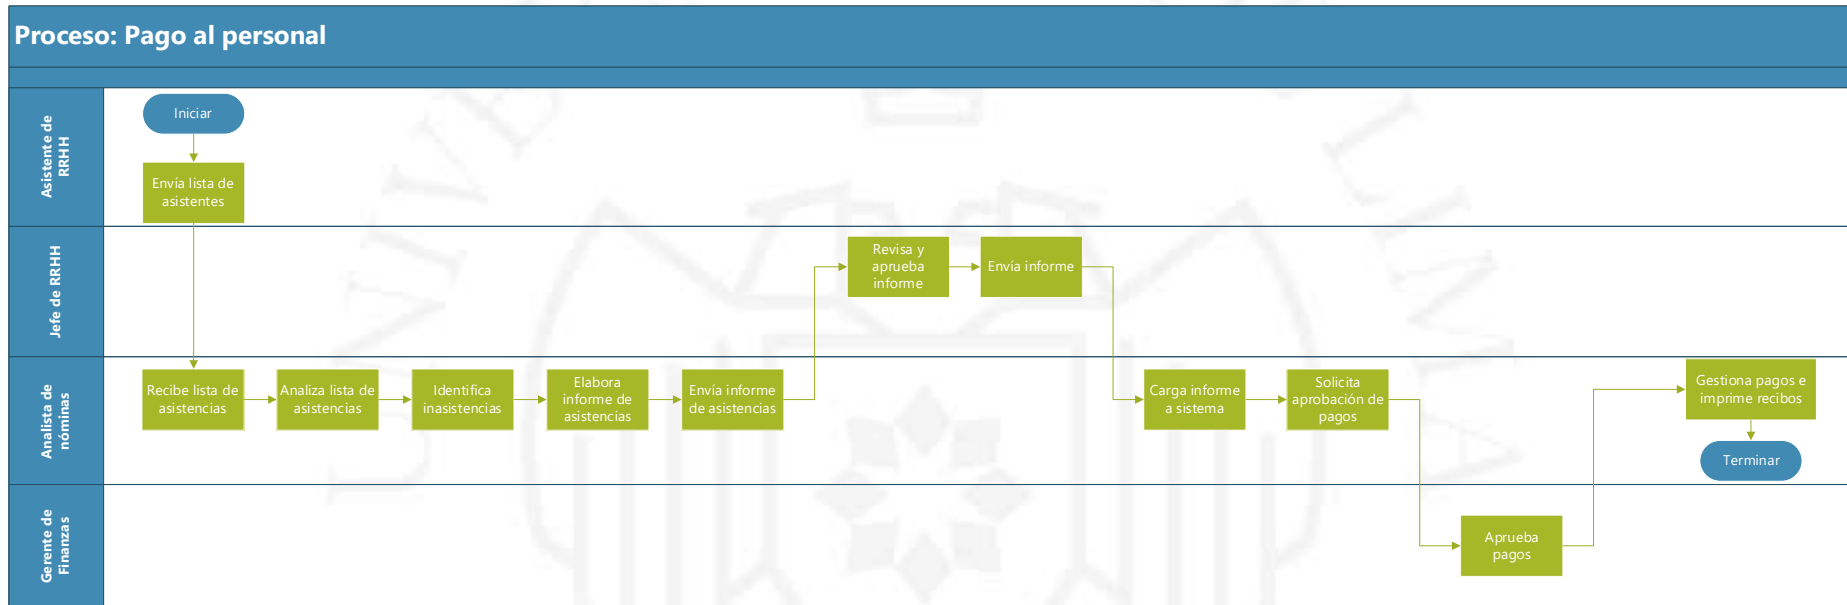 Proceso: Pago al personal
Asistente de
RRHH
Iniciar
Envía lista de
asistentes
Jefe de RRHH
Revisa y
aprueba
informe
Envía informe
Analista de
nóminas
Recibe lista de
asistencias
Analiza lista de
asistencias
Identifica
inasistencias
Elabora
informe de
asistencias
Envía informe
de asistencias
Carga informe
a sistema
Solicita
aprobación de
pagos
Gestiona pagos e
imprime recibos
Terminar
Gerente de
Finanzas
Aprueba
pagos